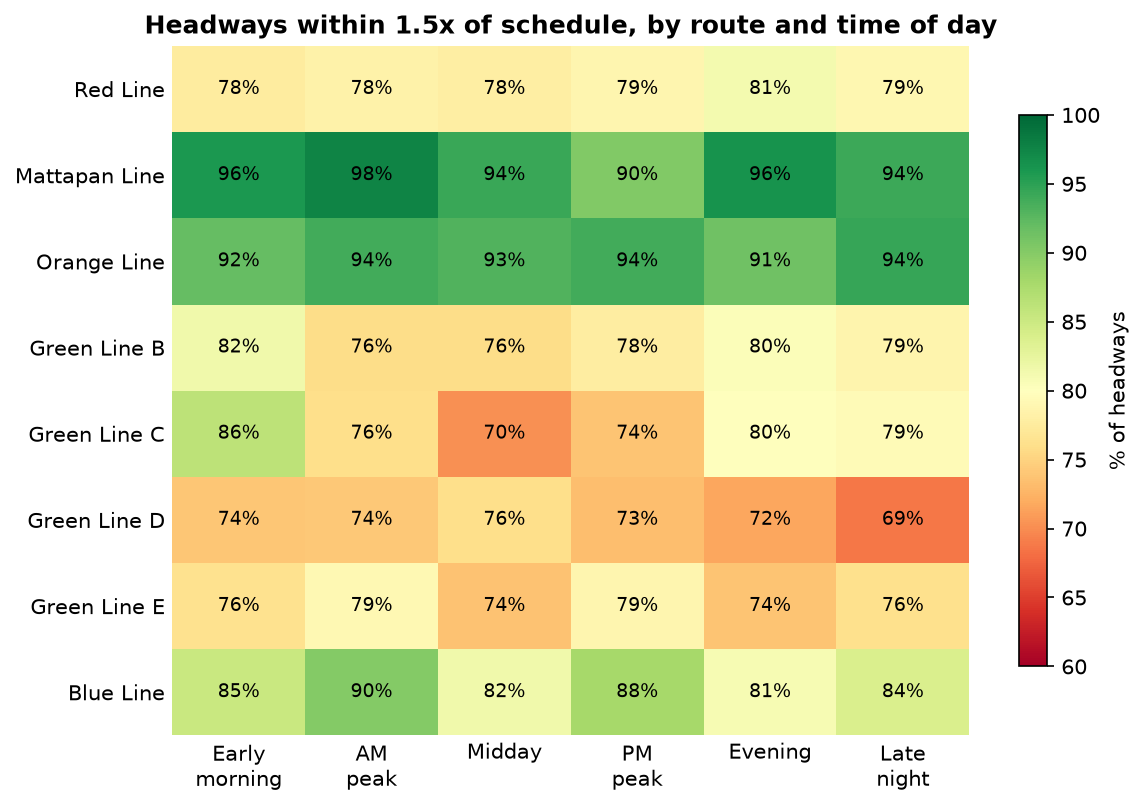 Headways within 1.5x of schedule, by route and time of day
Red Line 78% 78% 78% 79% 81% 79%
Mattapan Line 96% 98% 94% 90% 96% 94%
Orange Line 92% 94% 93% 94% 91% 94%
Green Line B 82% 76% 76% 78% 80% 79%
Green Line C 86% 76% 70% 74% 80% 79%
Green Line D 74% 74% 76% 73% 72% 69%
Green Line E 76% 79% 74% 79% 74% 76%
Blue Line 85% 90% 82% 88% 81% 84%
Early morning
AM peak
Midday
PM peak
Evening
Late night
100
95
90
85
80
75
70
65
60
% of headways